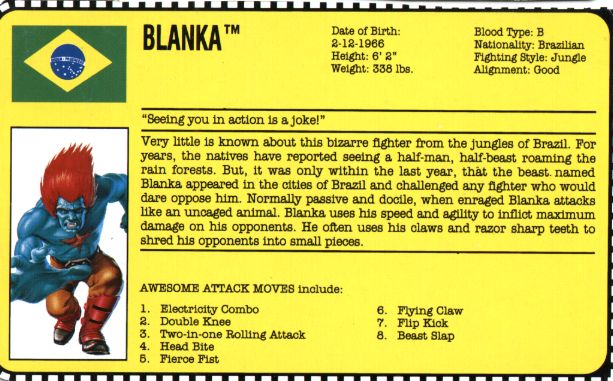 BLANKA™
Date of Birth:
2-12-1966
Height: 6' 2"
Weight: 338 lbs.
Blood Type: B
Nationality: Brazilian
Fighting Style: Jungle
Alignment: Good
"Seeing you in action is a joke!"
Very little is known about this bizarre fighter from the jungles of Brazil. For
years, the natives have reported seeing a half-man, half-beast roaming the
rain forests. But, it was only within the last year, that the beast named
Blanka appeared in the cities of Brazil and challenged any fighter who would
dare oppose him. Normally passive and docile, when enraged Blanka attacks
like an uncaged animal. Blanka uses his speed and agility to inflict maximum
damage on his opponents. He often uses his claws and razor sharp teeth to
shred his opponents into small pieces.
AWESOME ATTACK MOVES include:
1. Electricity Combo
2. Double Knee
3. Two-in-one Rolling Attack
4. Head Bite
5. Fierce Fist
6. Flying Claw
7. Flip Kick
8. Beast Slap